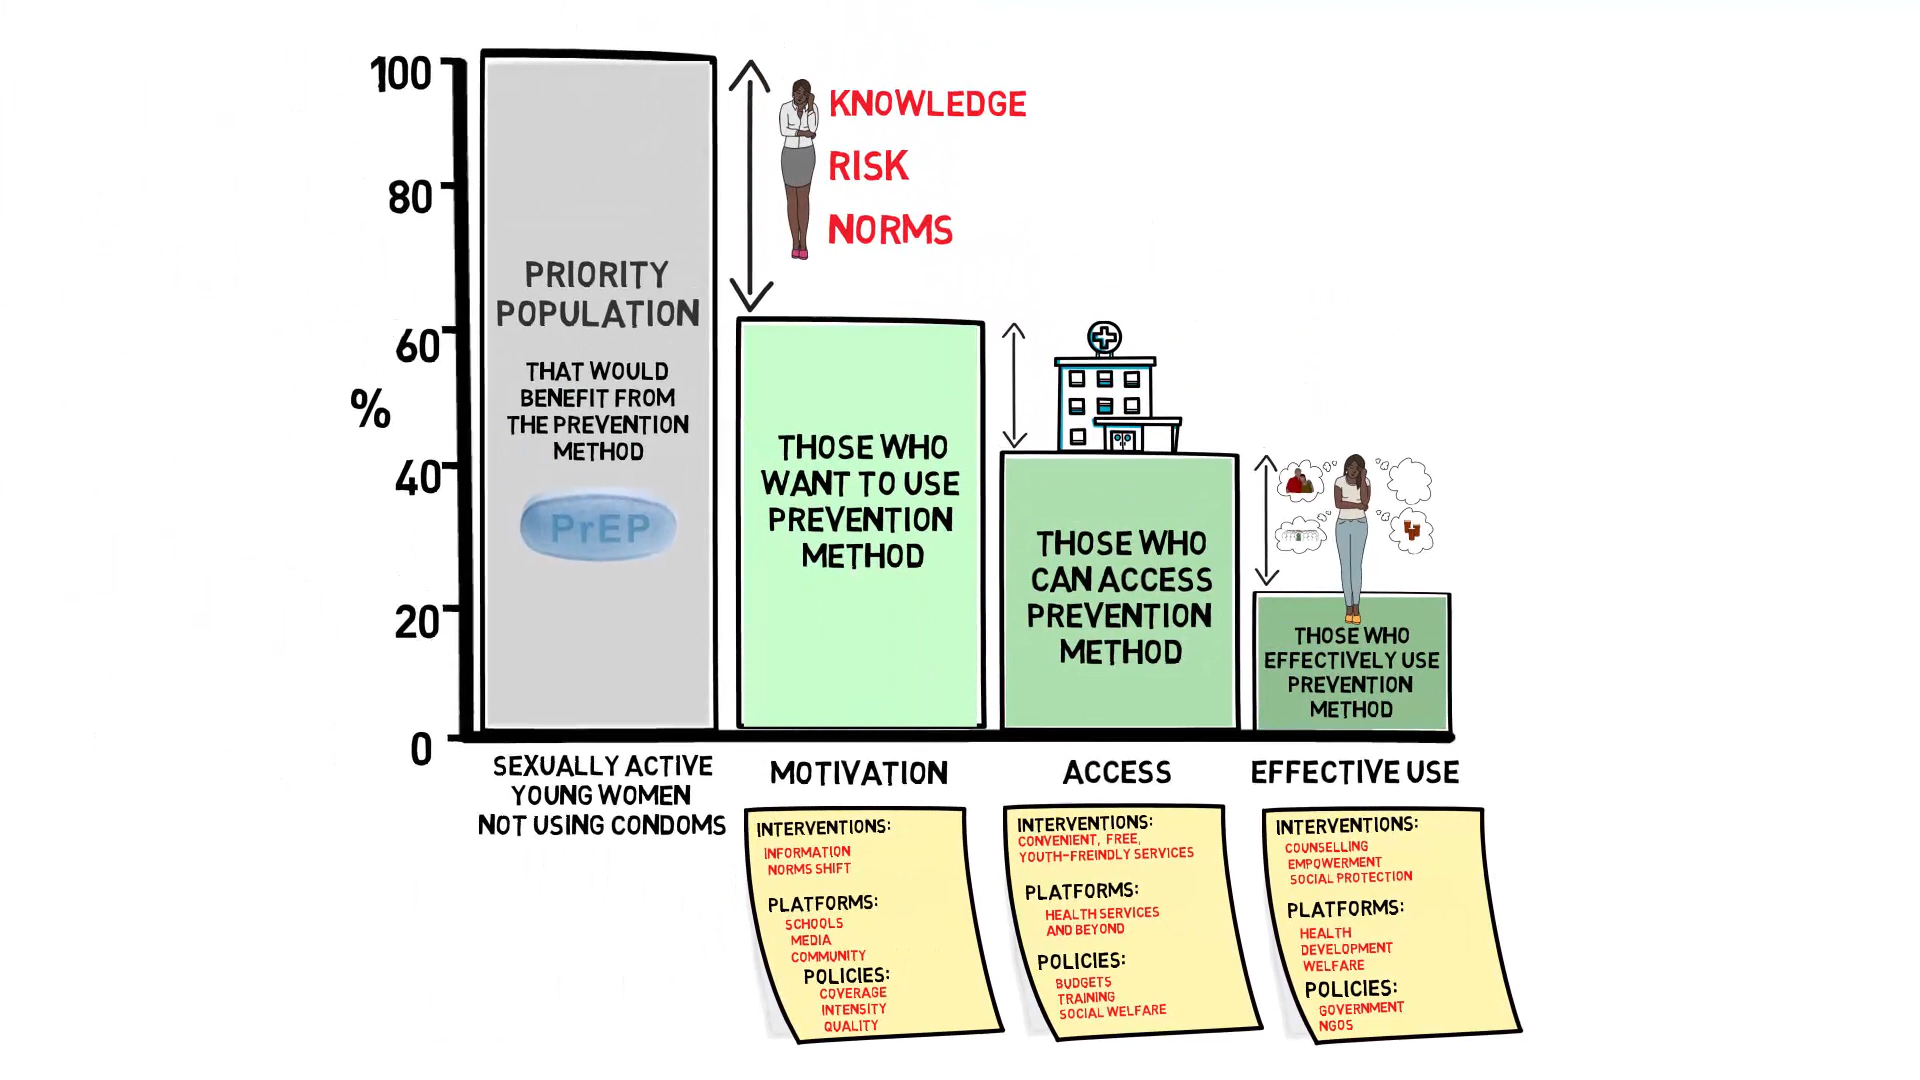 100
80
60
%
40
20
0
PRIORITY
POPULATION
THAT WOULD
BENEFIT FROM
THE PREVENTION
METHOD
PrEP
KNOWLEDGE
RISK
NORMS
THOSE WHO
WANT TO USE
PREVENTION
METHOD
THOSE WHO
CAN ACCESS
PREVENTION
METHOD
THOSE WHO
EFFECTIVELY USE
PREVENTION
METHOD
SEXUALLY ACTIVE
YOUNG WOMEN
NOT USING CONDOMS
MOTIVATION
INTERVENTIONS:
INFORMATION
NORMS SHIFT
PLATFORMS:
SCHOOLS
MEDIA
COMMUNITY
POLICIES:
COVERAGE
INTENSITY
QUALITY
ACCESS
INTERVENTIONS:
CONVENIENT, FREE,
YOUTH-FREINDLY SERVICES
PLATFORMS:
HEALTH SERVICES
AND BEYOND
POLICIES:
BUDGETS
TRAINING
SOCIAL WELFARE
EFFECTIVE USE
INTERVENTIONS:
COUNSELLING
EMPOWERMENT
SOCIAL PROTECTION
PLATFORMS:
HEALTH
DEVELOPMENT
WELFARE
POLICIES:
GOVERNMENT
NGOS